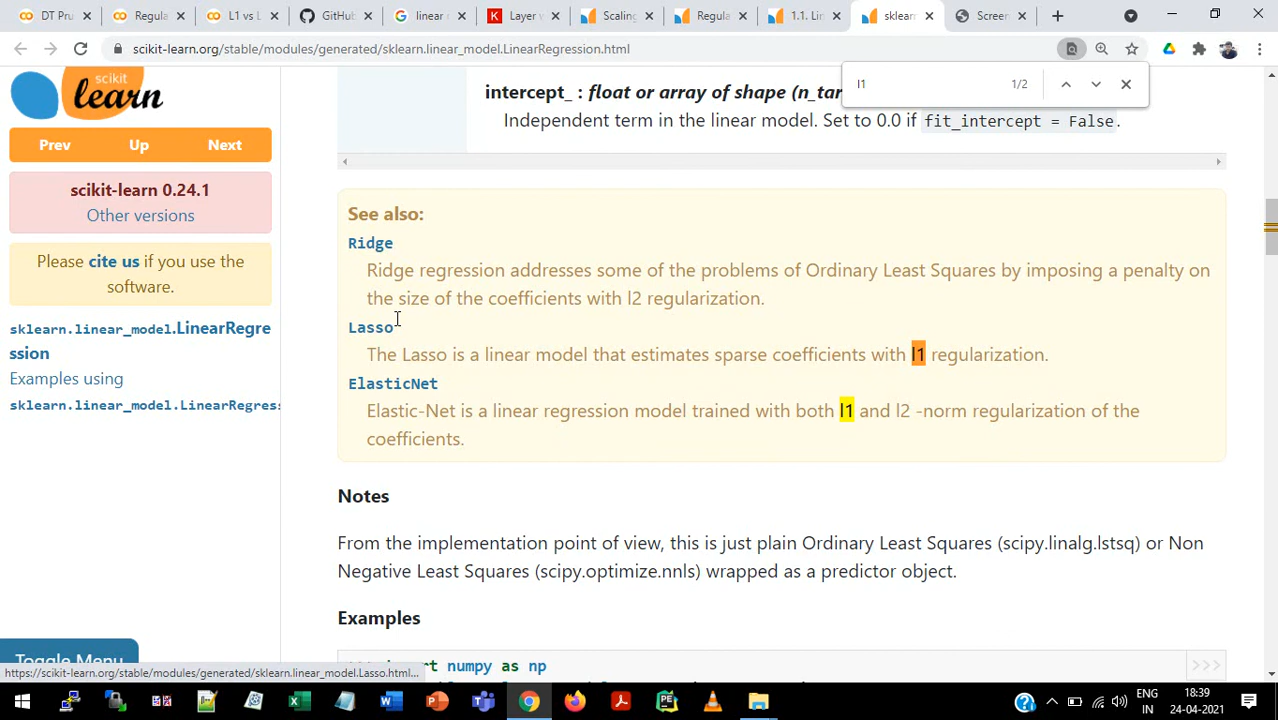 DT Pru
Regula
L1 vs L
GitHub
linear r
Layer w
Scaling
Regula
1.1. Li
sklearn
Screen
scikit-learn.org/stable/modules/generated/sklearn.linear_model.LinearRegression.html
l1 1/2
scikit
learn
Prev Up Next
scikit-learn 0.24.1
Other versions
Please cite us if you use the
software.
sklearn.linear_model.LinearRegre
ssion
Examples using
sklearn.linear_model.LinearRegress
Toggle Menu
intercept_ : float or array of shape (n_tar
Independent term in the linear model. Set to 0.0 if fit_intercept = False.
See also:
Ridge
Ridge regression addresses some of the problems of Ordinary Least Squares by imposing a penalty on
the size of the coefficients with l2 regularization.
Lasso
The Lasso is a linear model that estimates sparse coefficients with l1 regularization.
ElasticNet
Elastic-Net is a linear regression model trained with both l1 and l2 -norm regularization of the
coefficients.
Notes
From the implementation point of view, this is just plain Ordinary Least Squares (scipy.linalg.lstsq) or Non
Negative Least Squares (scipy.optimize.nnls) wrapped as a predictor object.
Examples
numpy as np
>>>
https://scikit-learn.org/stable/modules/generated/sklearn.linear_model.Lasso.html...
ENG
IN
18:39
24-04-2021